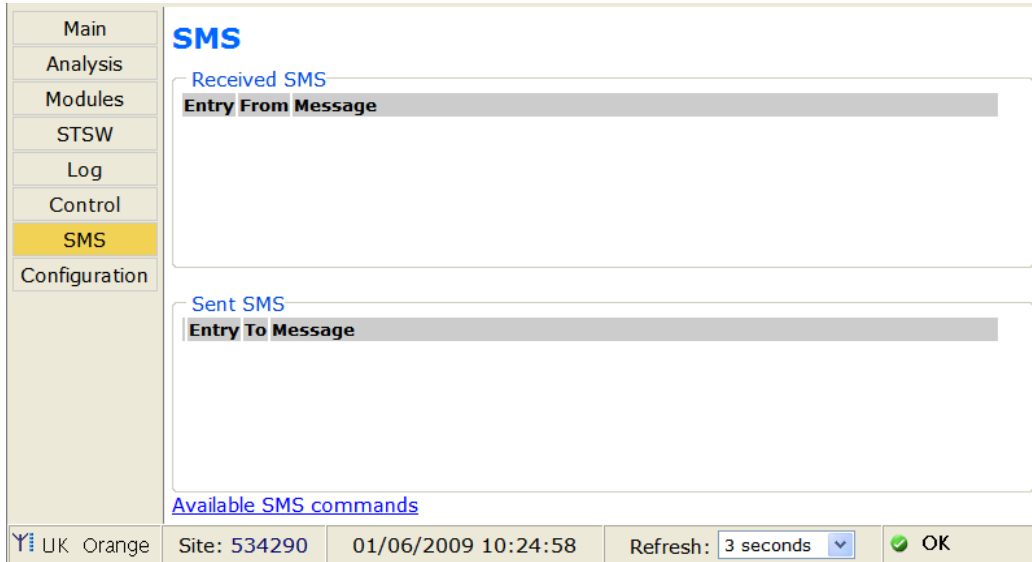 Main
Analysis
Modules
STSW
Log
Control
SMS
Configuration
SMS
Received SMS
Entry From Message
Sent SMS
Entry To Message
Available SMS commands
UK Orange
Site: 534290
01/06/2009 10:24:58
Refresh: 3 seconds
OK